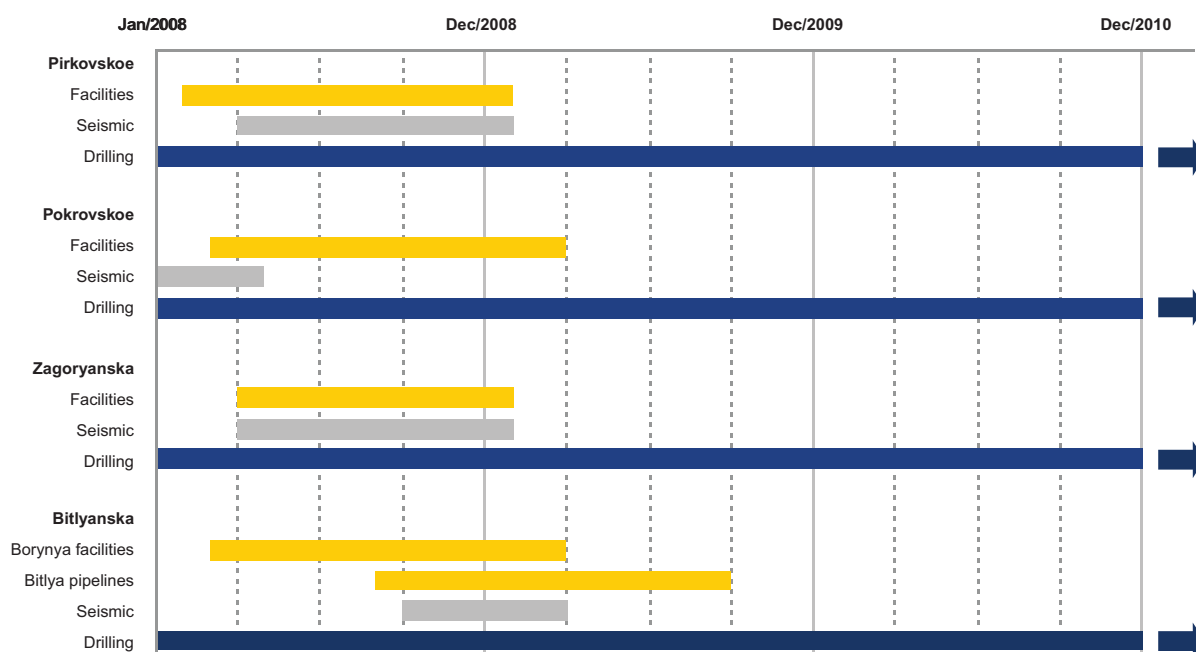 Jan/2008 Dec/2008 Dec/2009 Dec/2010
Pirkovskoe
Facilities
Seismic
Drilling
Pokrovskoe
Facilities
Seismic
Drilling
Zagoryanska
Facilities
Seismic
Drilling
Bitlyanska
Borynya facilities
Bitlya pipelines
Seismic
Drilling